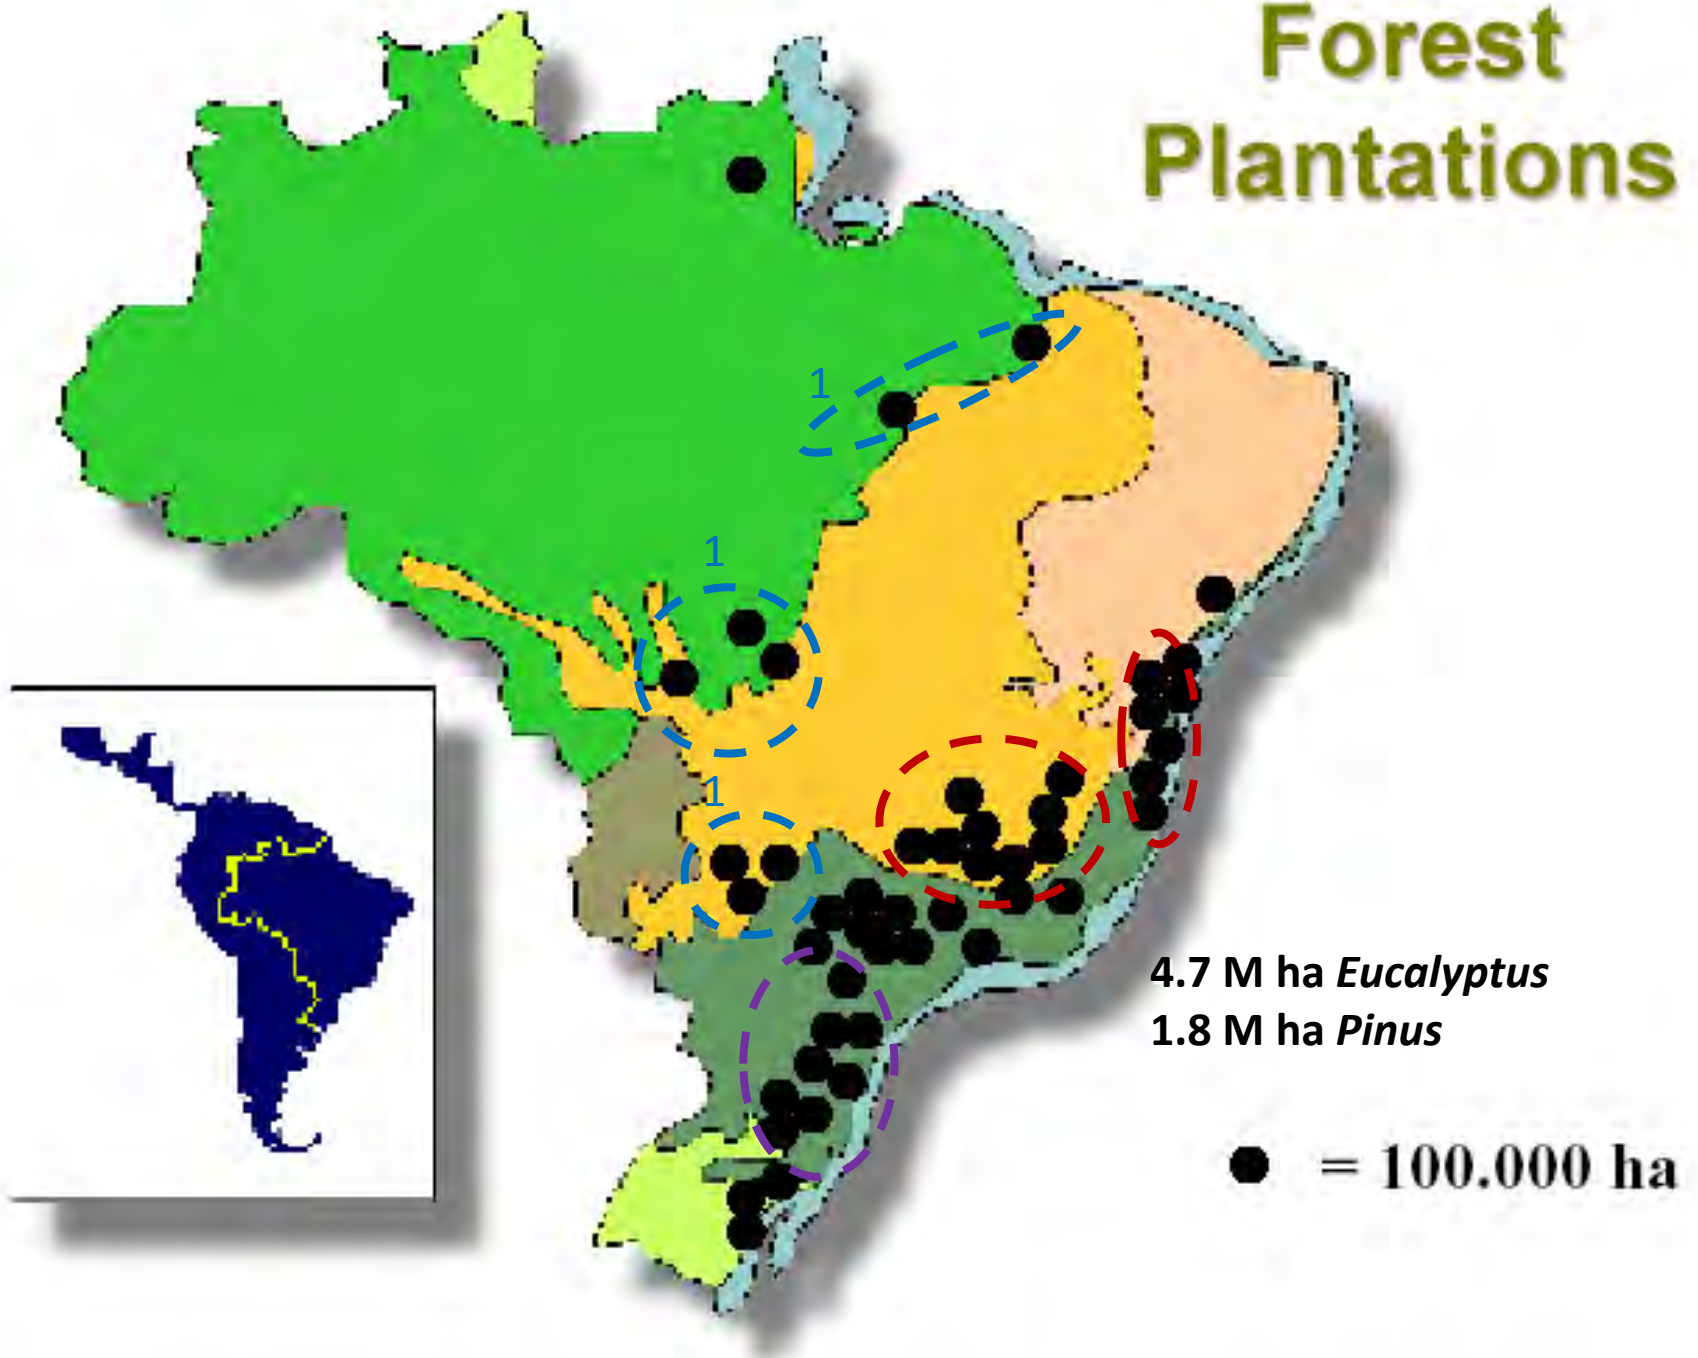 Forest
Plantations
1
1
1
4.7 M ha Eucalyptus
1.8 M ha Pinus
= 100.000 ha